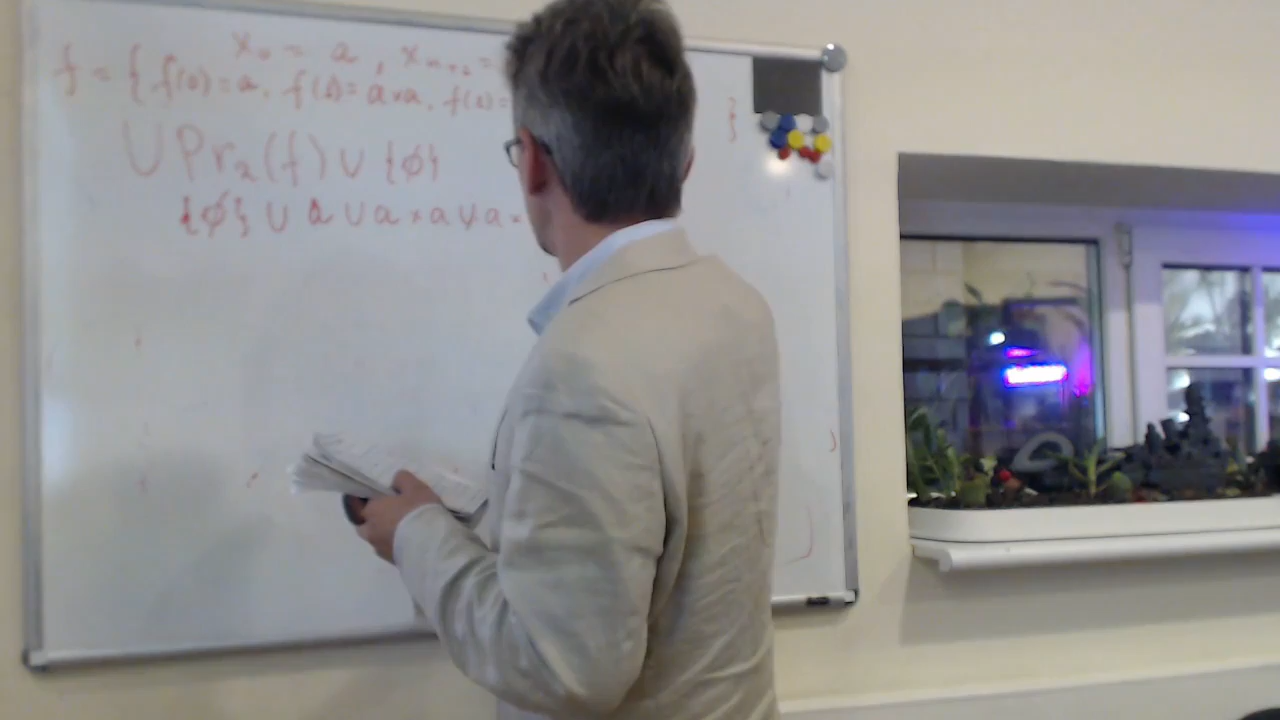 x₀ = a, xₙ₊₁ =
f = { f(0) = a, f(1) = a×a, f(2) = }
∪ Pr₂(f) ∪ {∅}
{∅} ∪ a ∪ a × a ∪ a ×